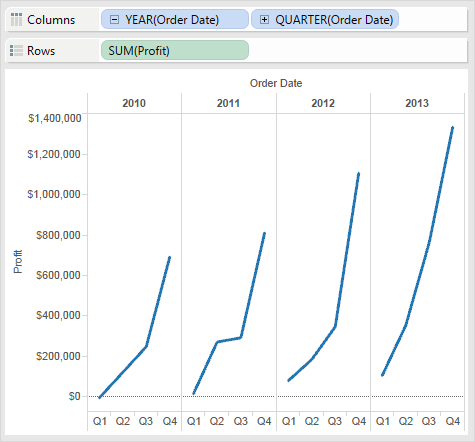 Columns YEAR(Order Date) QUARTER(Order Date)
Rows SUM(Profit)
Order Date
2010 2011 2012 2013
$1,400,000
$1,200,000
$1,000,000
$800,000
$600,000
$400,000
$200,000
$0
Profit
Q1 Q2 Q3 Q4 Q1 Q2 Q3 Q4 Q1 Q2 Q3 Q4 Q1 Q2 Q3 Q4